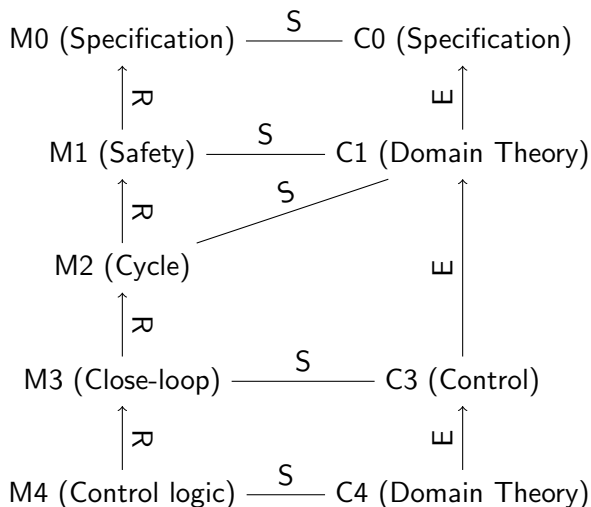 S
M0 (Specification) C0 (Specification)
R E
S
M1 (Safety) C1 (Domain Theory)
S
R
M2 (Cycle)
E
R
S
M3 (Close-loop) C3 (Control)
R E
S
M4 (Control logic) C4 (Domain Theory)